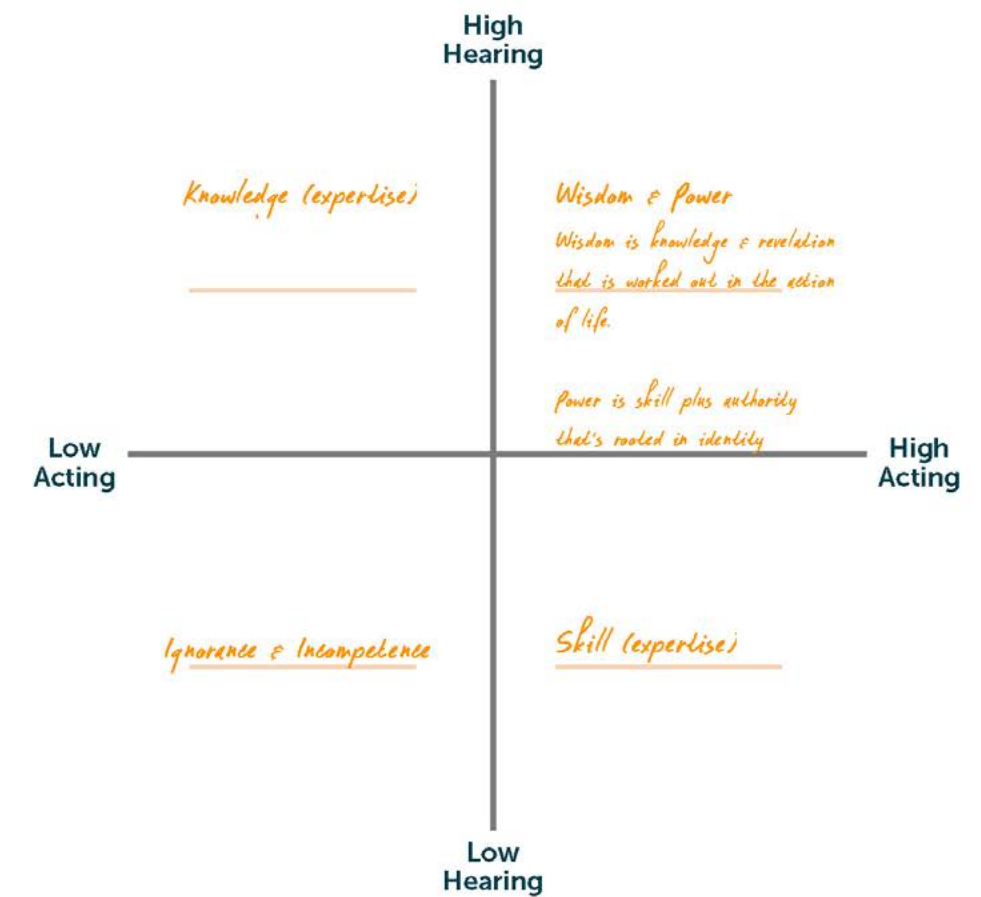 High
Hearing
Knowledge (expertise)
Wisdom & Power
Wisdom is knowledge & revelation
that is worked out in the action
of life.
Power is skill plus authority
that's rooted in identity
Low
Acting
High
Acting
Ignorance & Incompetence
Skill (expertise)
Low
Hearing